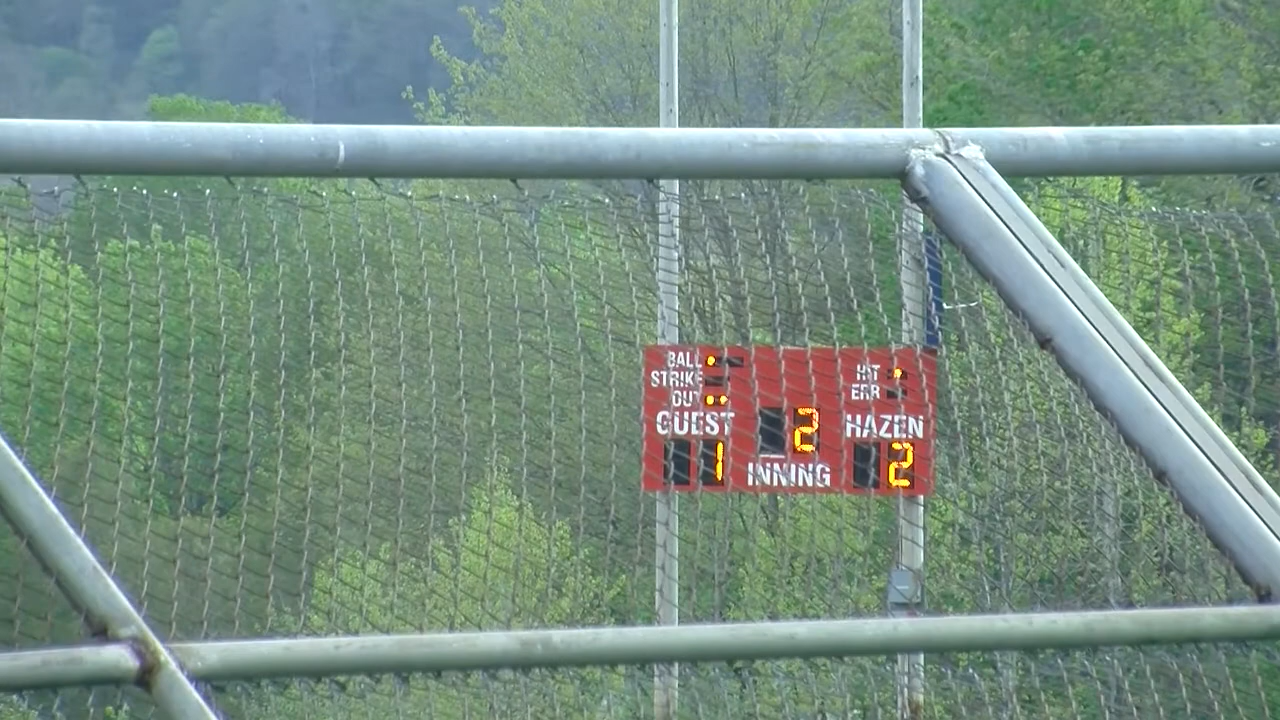 BALL
STRIKE
OUT
HIT
ERR
GUEST 2 HAZEN
1 INNING 2